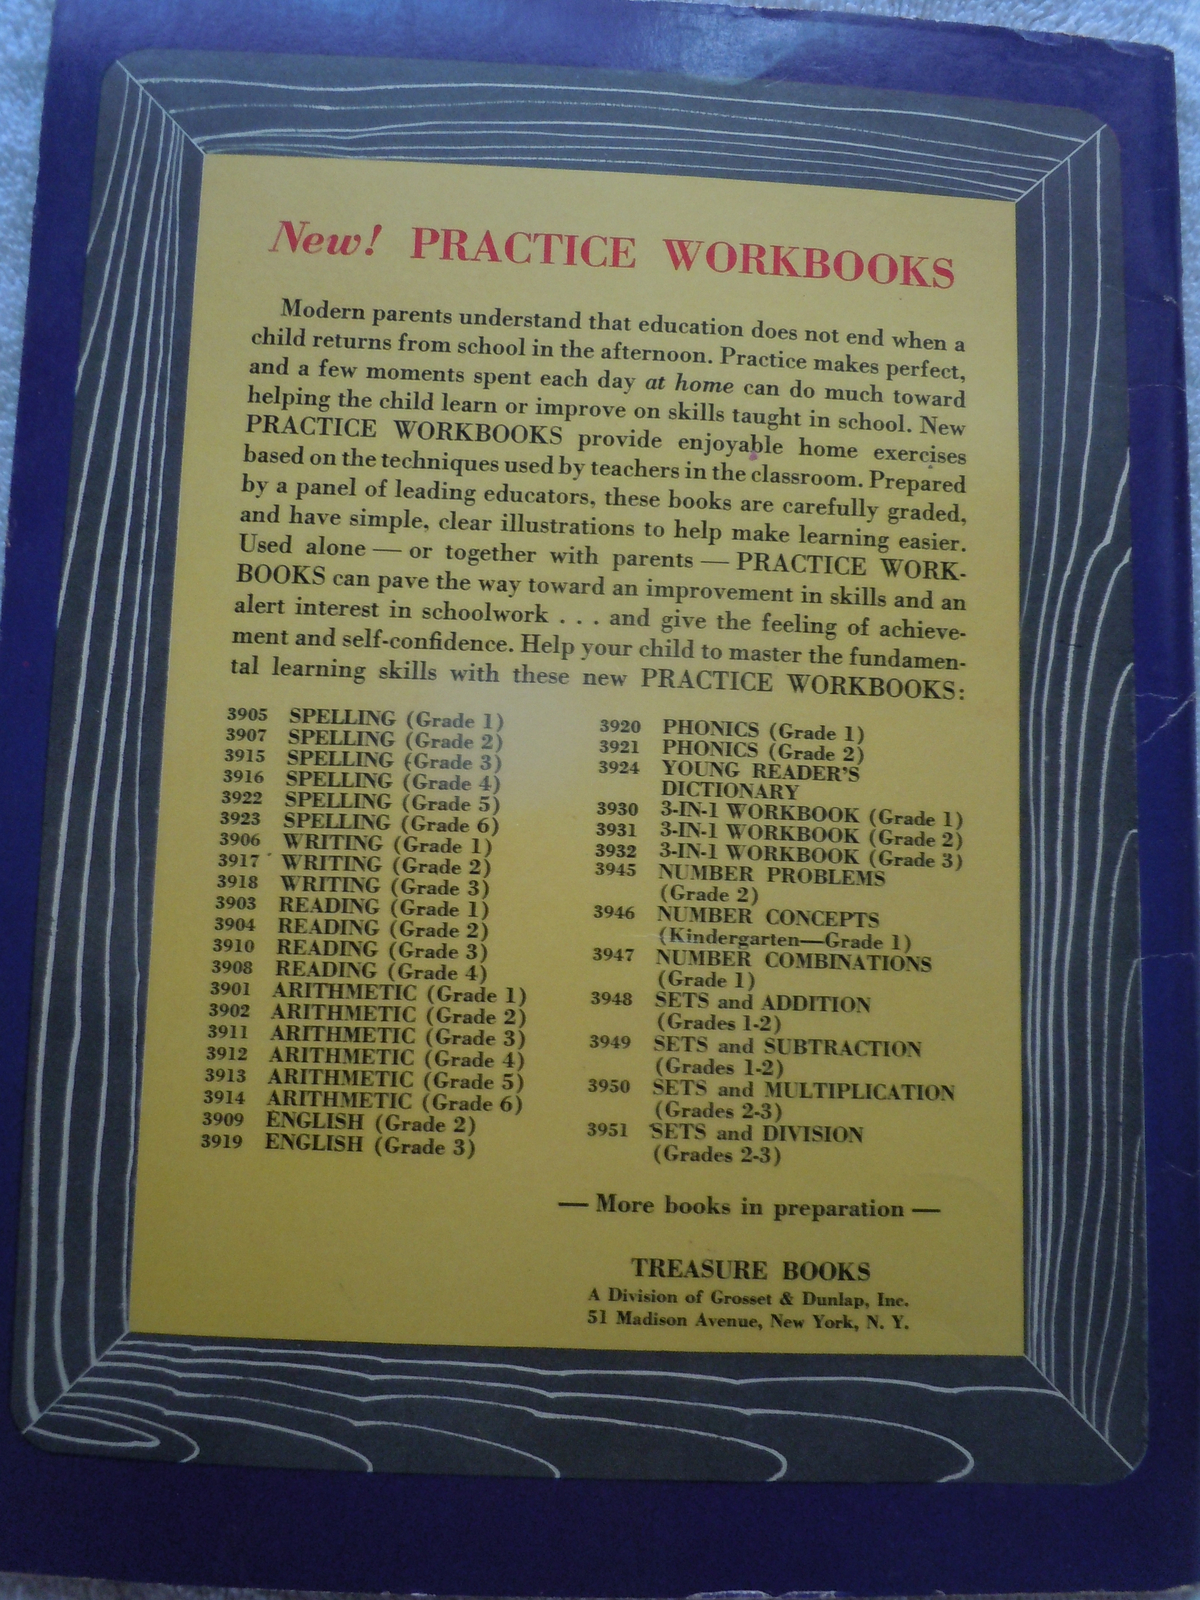 New! PRACTICE WORKBOOKS
Modern parents understand that education does not end when a
child returns from school in the afternoon. Practice makes perfect,
and a few moments spent each day at home can do much toward
helping the child learn or improve on skills taught in school. New
PRACTICE WORKBOOKS provide enjoyable home exercises
based on the techniques used by teachers in the classroom. Prepared
by a panel of leading educators, these books are carefully graded,
and have simple, clear illustrations to help make learning easier.
Used alone — or together with parents — PRACTICE WORK-
BOOKS can pave the way toward an improvement in skills and an
alert interest in schoolwork . . . and give the feeling of achieve-
ment and self-confidence. Help your child to master the fundamen-
tal learning skills with these new PRACTICE WORKBOOKS:
3905 SPELLING (Grade 1)
3907 SPELLING (Grade 2)
3915 SPELLING (Grade 3)
3916 SPELLING (Grade 4)
3922 SPELLING (Grade 5)
3923 SPELLING (Grade 6)
3906 WRITING (Grade 1)
3917 WRITING (Grade 2)
3918 WRITING (Grade 3)
3903 READING (Grade 1)
3904 READING (Grade 2)
3910 READING (Grade 3)
3908 READING (Grade 4)
3901 ARITHMETIC (Grade 1)
3902 ARITHMETIC (Grade 2)
3911 ARITHMETIC (Grade 3)
3912 ARITHMETIC (Grade 4)
3913 ARITHMETIC (Grade 5)
3914 ARITHMETIC (Grade 6)
3909 ENGLISH (Grade 2)
3919 ENGLISH (Grade 3)
3920 PHONICS (Grade 1)
3921 PHONICS (Grade 2)
3924 YOUNG READER'S
DICTIONARY
3930 3-IN-1 WORKBOOK (Grade 1)
3931 3-IN-1 WORKBOOK (Grade 2)
3932 3-IN-1 WORKBOOK (Grade 3)
3945 NUMBER PROBLEMS
(Grade 2)
3946 NUMBER CONCEPTS
(Kindergarten—Grade 1)
3947 NUMBER COMBINATIONS
(Grade 1)
3948 SETS and ADDITION
(Grades 1-2)
3949 SETS and SUBTRACTION
(Grades 1-2)
3950 SETS and MULTIPLICATION
(Grades 2-3)
3951 SETS and DIVISION
(Grades 2-3)
— More books in preparation —
TREASURE BOOKS
A Division of Grosset & Dunlap, Inc.
51 Madison Avenue, New York, N. Y.